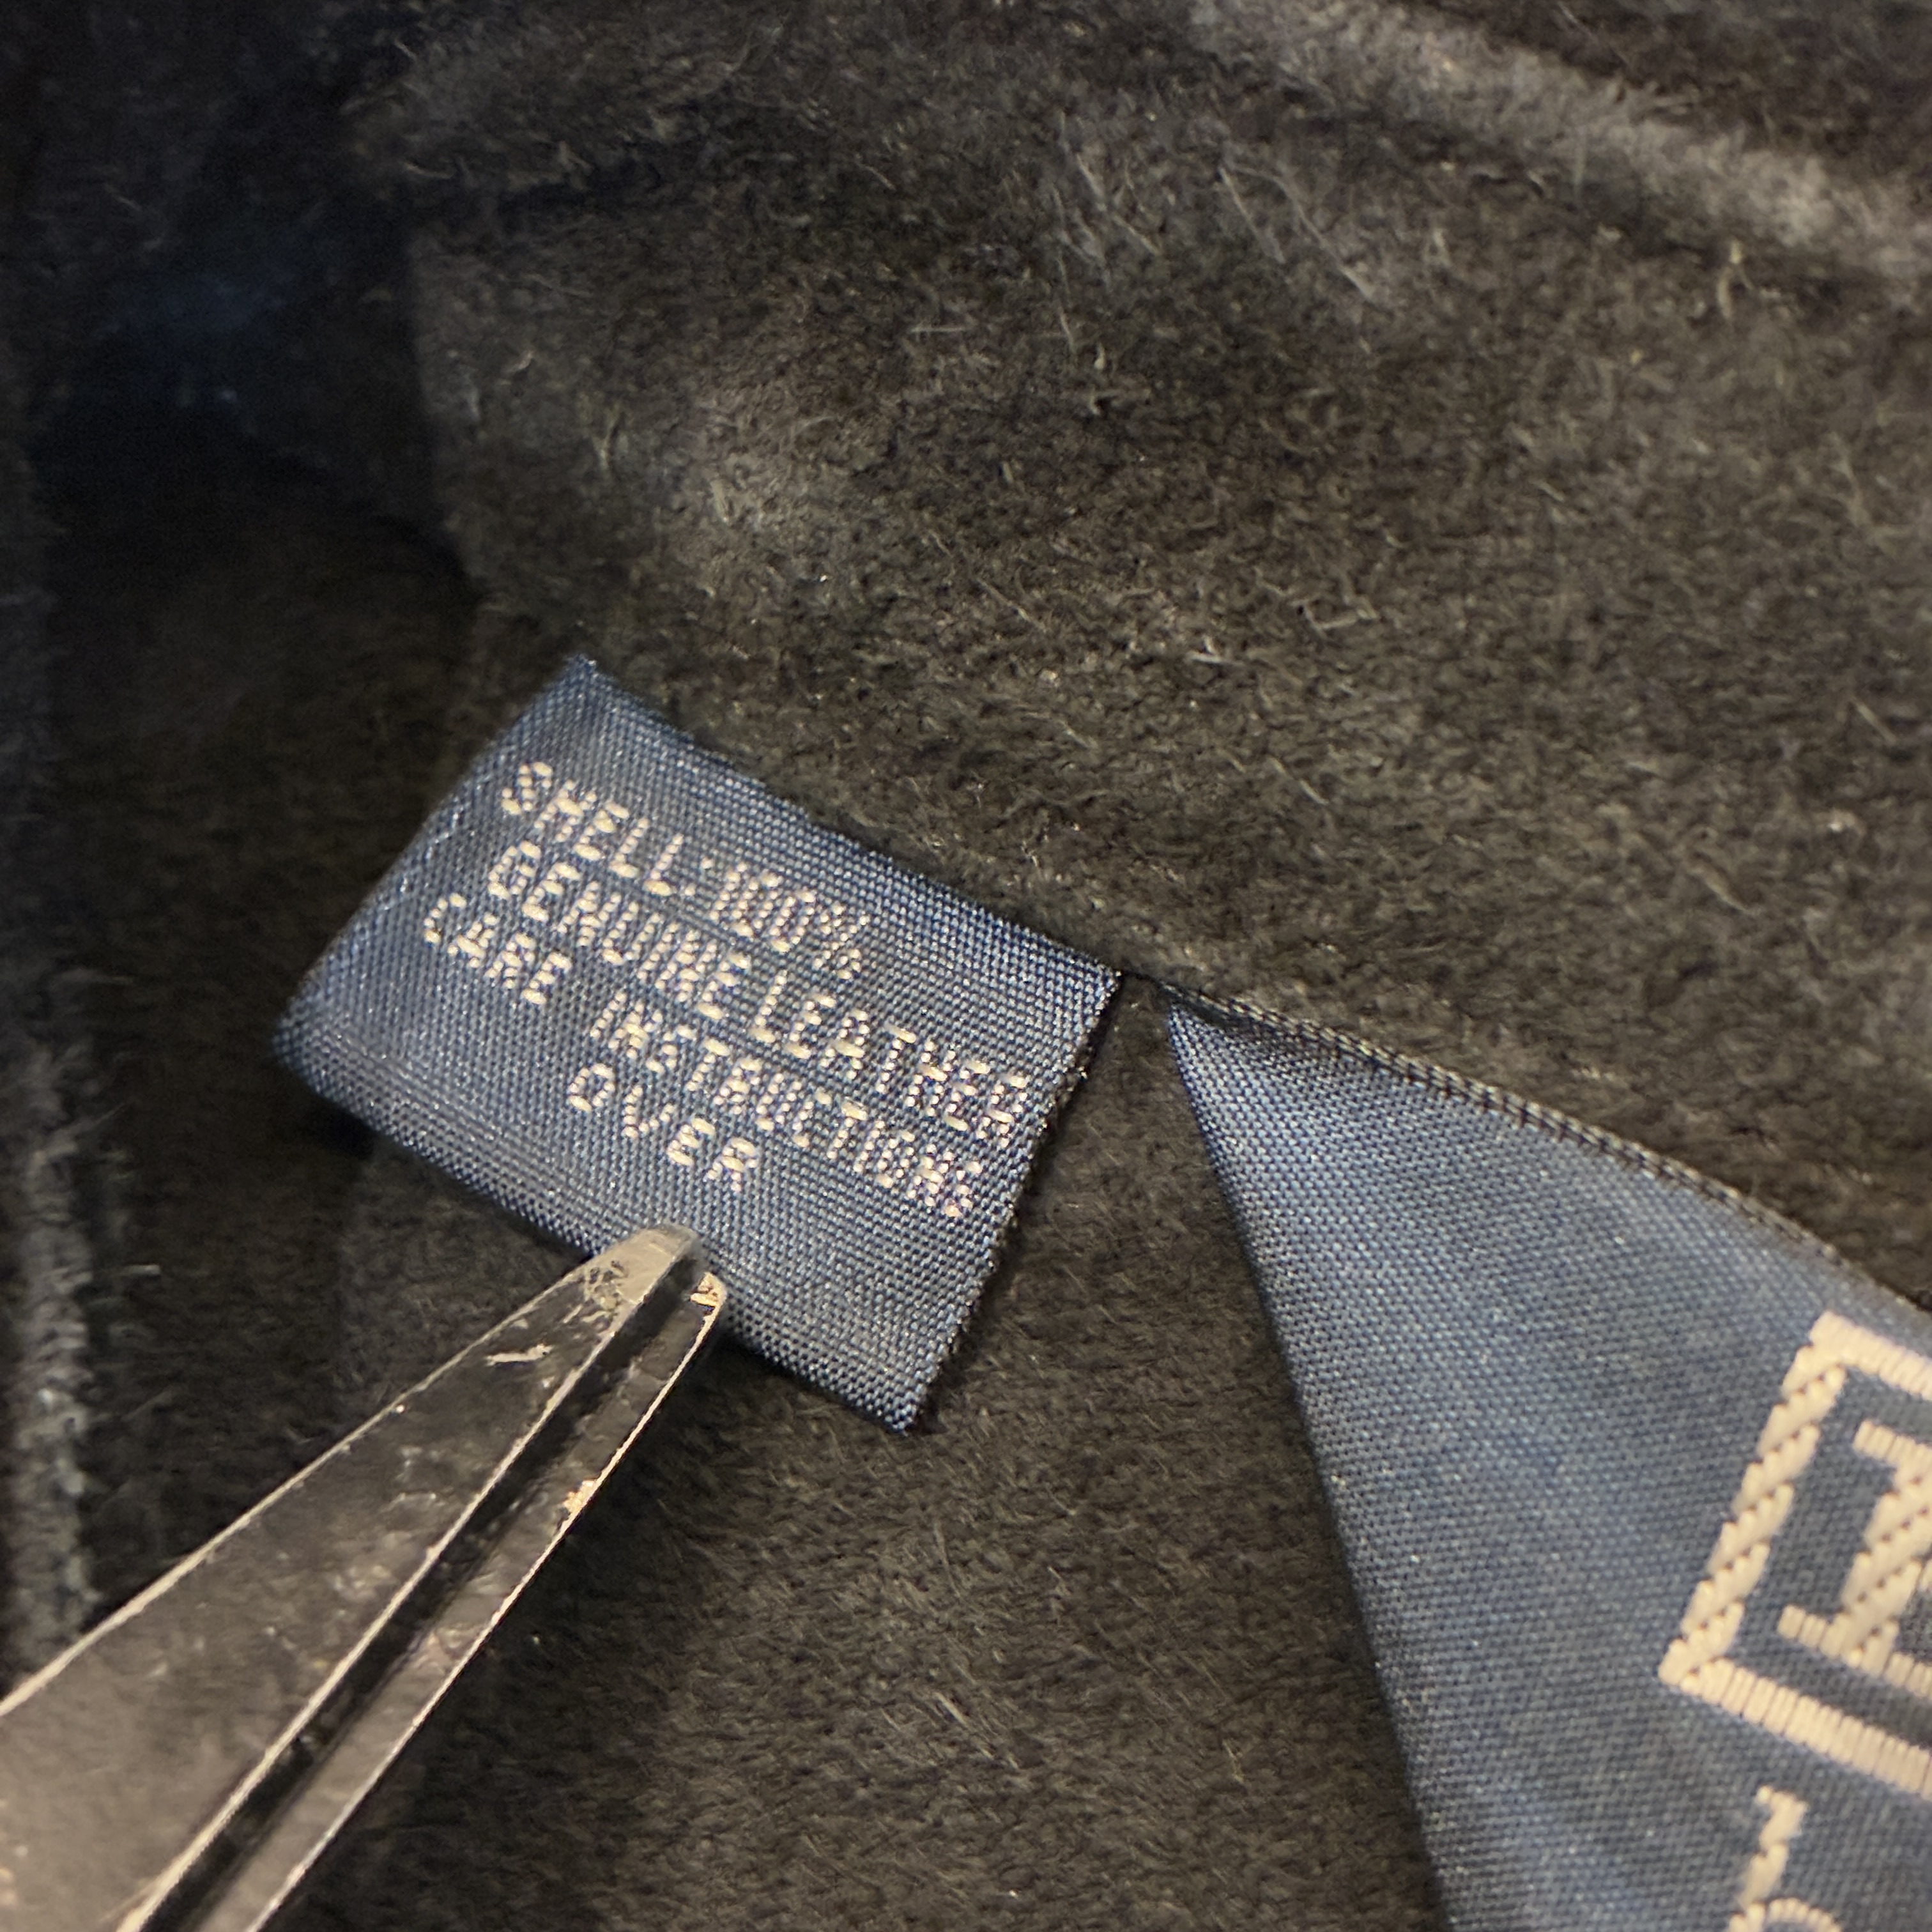 SHELL:100%
GENUINE LEATHER
CARE INSTRUCTIONS
OVER